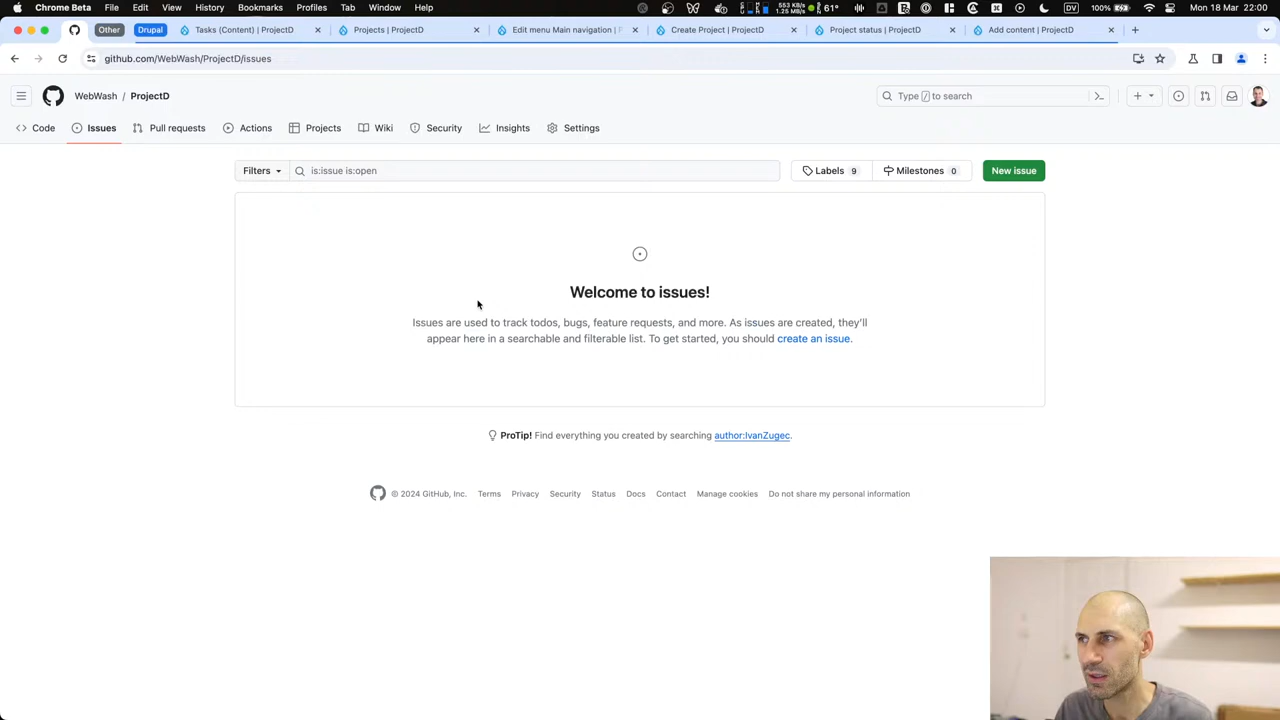 Chrome Beta File Edit View History Bookmarks Profiles Tab Window Help 100% Mon 18 Mar 22:00
Other Drupal Tasks (Content) | ProjectD Projects | ProjectD Edit menu Main navigation | Create Project | ProjectD Project status | ProjectD Add content | ProjectD
github.com/WebWash/ProjectD/issues
WebWash / ProjectD Type / to search
Code Issues Pull requests Actions Projects Wiki Security Insights Settings
Filters is:issue is:open Labels 9 Milestones 0 New issue
Welcome to issues!
Issues are used to track todos, bugs, feature requests, and more. As issues are created, they'll
appear here in a searchable and filterable list. To get started, you should create an issue.
ProTip! Find everything you created by searching author:IvanZugec.
© 2024 GitHub, Inc. Terms Privacy Security Status Docs Contact Manage cookies Do not share my personal information